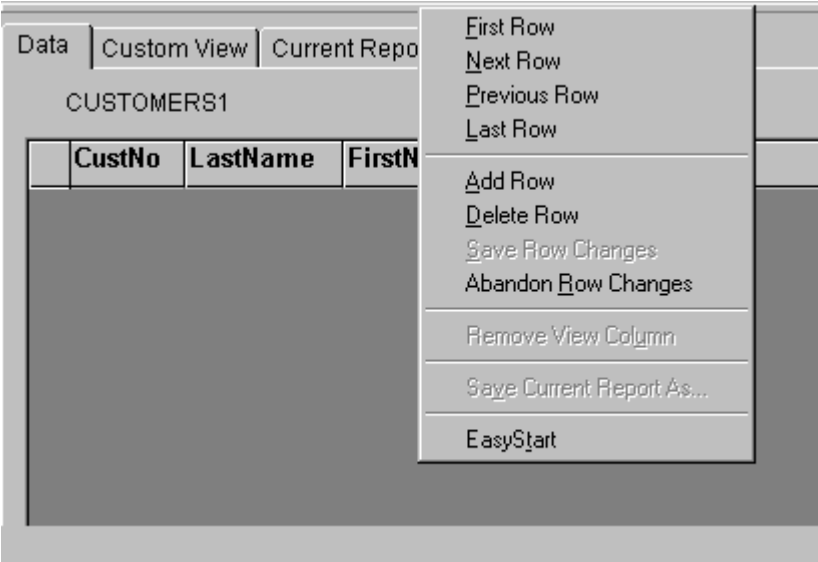 Data Custom View Current Repo
CUSTOMERS1
CustNo LastName FirstN
First Row
Next Row
Previous Row
Last Row
Add Row
Delete Row
Save Row Changes
Abandon Row Changes
Remove View Column
Save Current Report As...
EasyStart